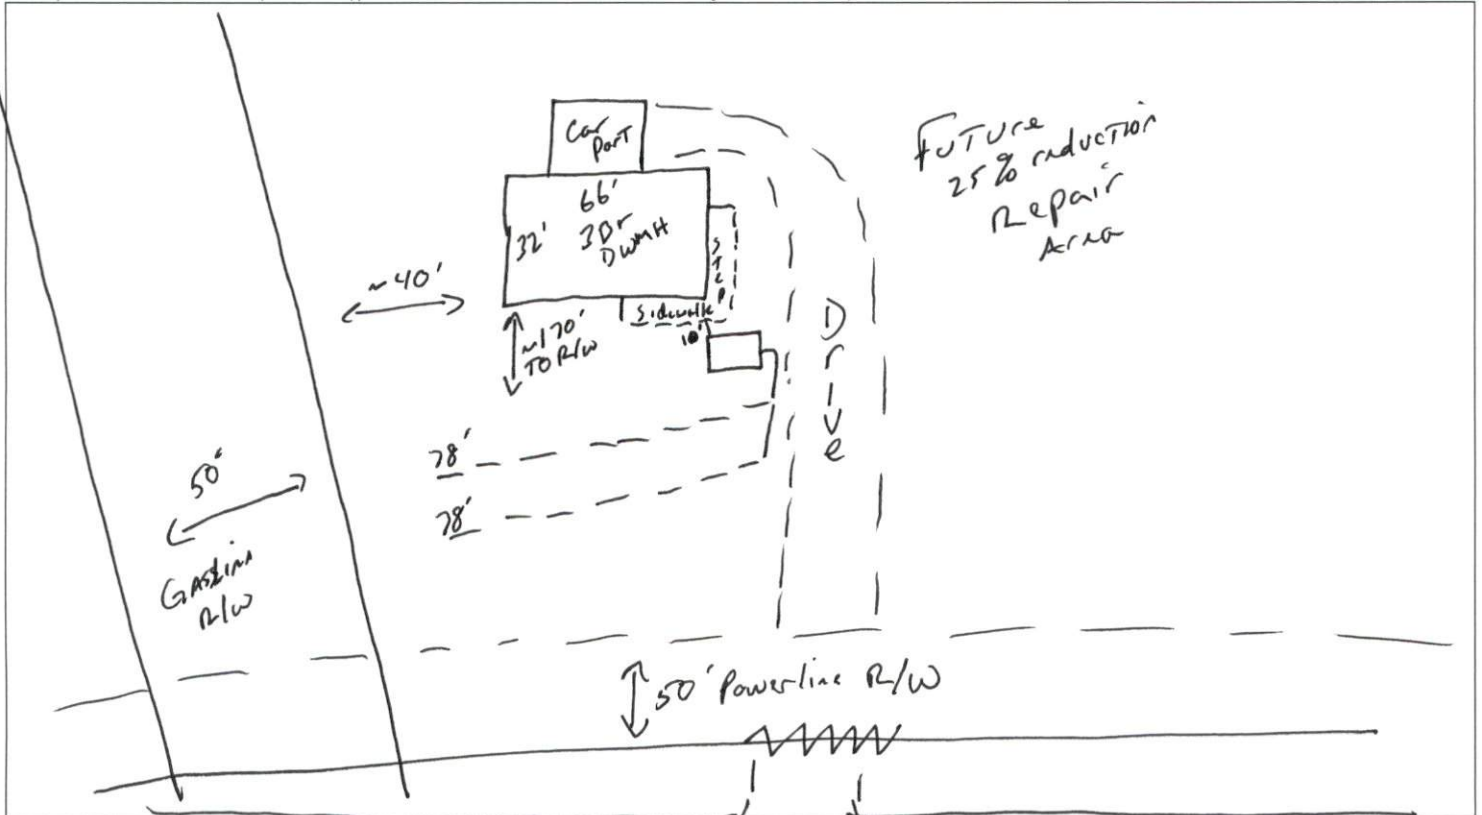 Car
Port
66'
32'
3Br
DWMH
STEP
Sidewalk
10'
~40'
~170'
TO R/W
Drive
Future
25% reduction
Repair
Area
78'
78'
50'
Gasline
R/W
50' Powerline R/W